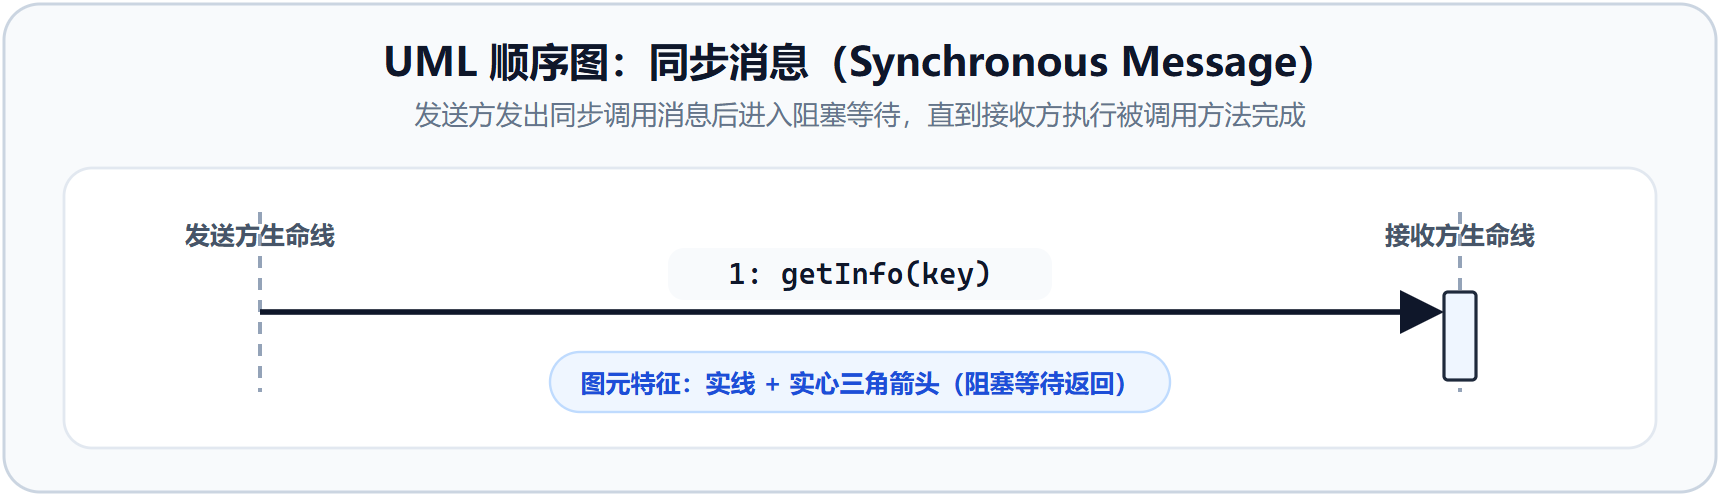 UML 顺序图：同步消息（Synchronous Message）
发送方发出同步调用消息后进入阻塞等待，直到接收方执行被调用方法完成
发送方生命线
接收方生命线
1: getInfo(key)
图元特征：实线 + 实心三角箭头（阻塞等待返回）